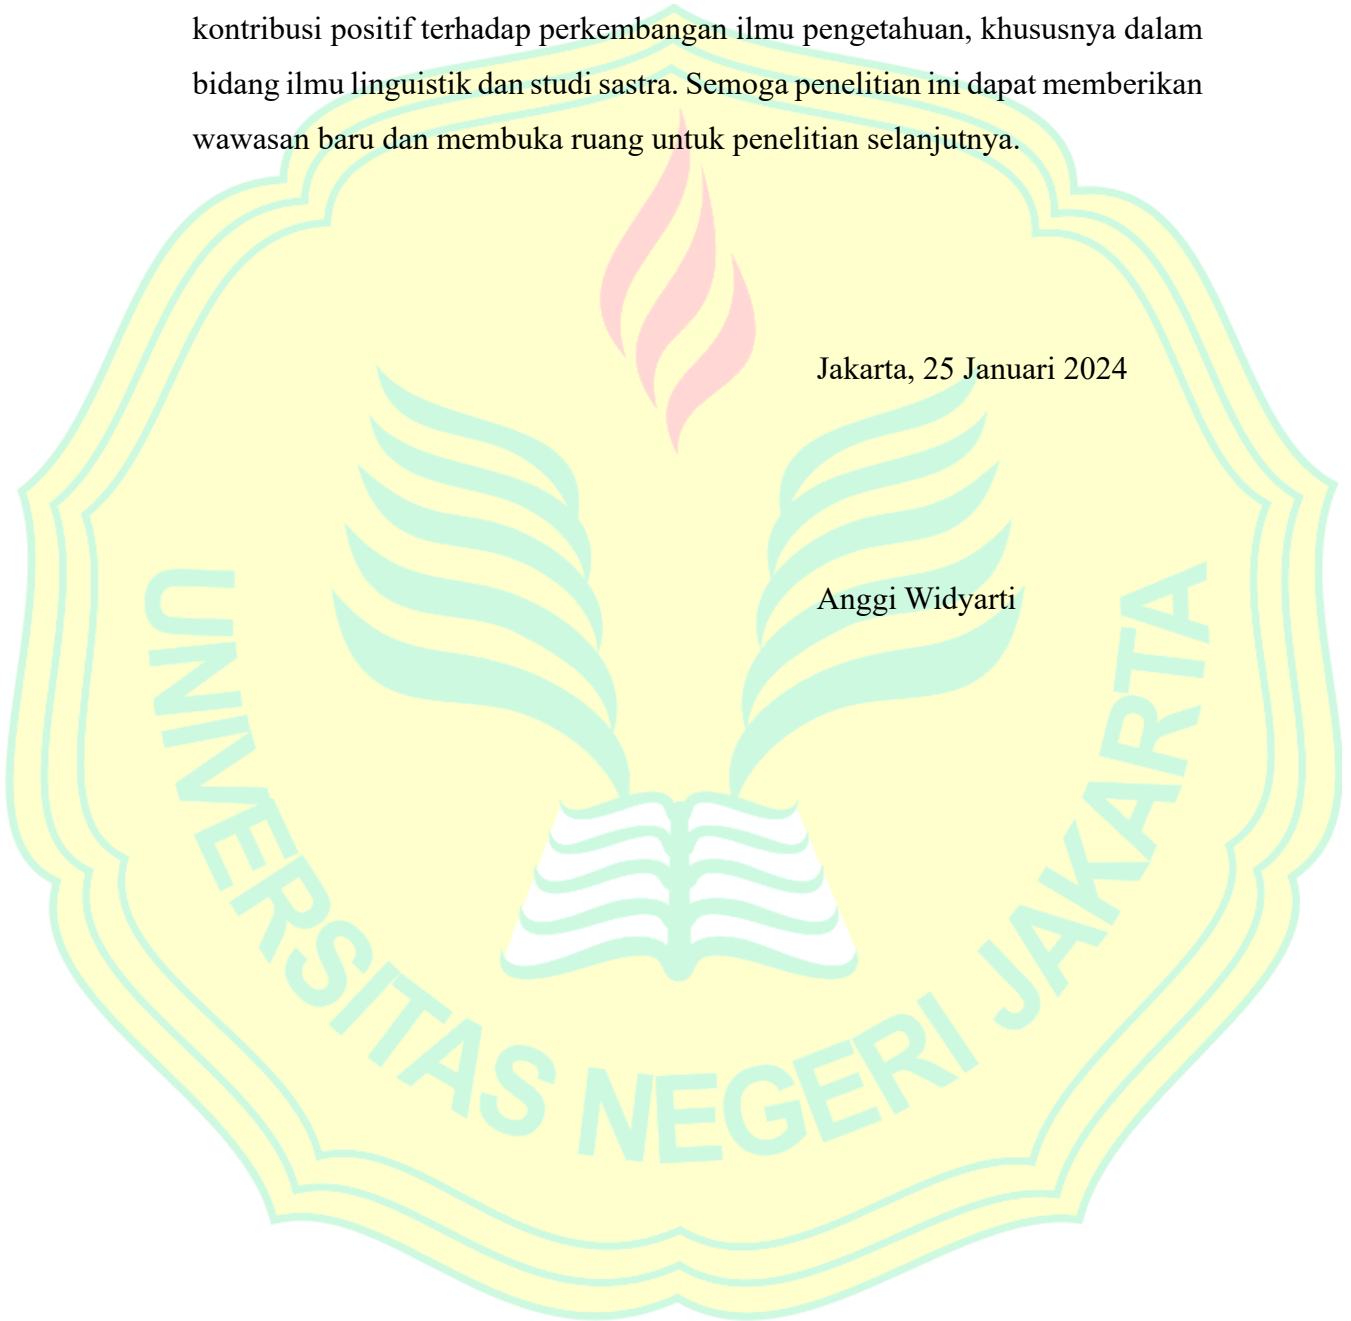 kontribusi positif terhadap perkembangan ilmu pengetahuan, khususnya dalam
bidang ilmu linguistik dan studi sastra. Semoga penelitian ini dapat memberikan
wawasan baru dan membuka ruang untuk penelitian selanjutnya.
Jakarta, 25 Januari 2024
Anggi Widyarti
UNIVERSITAS NEGERI JAKARTA